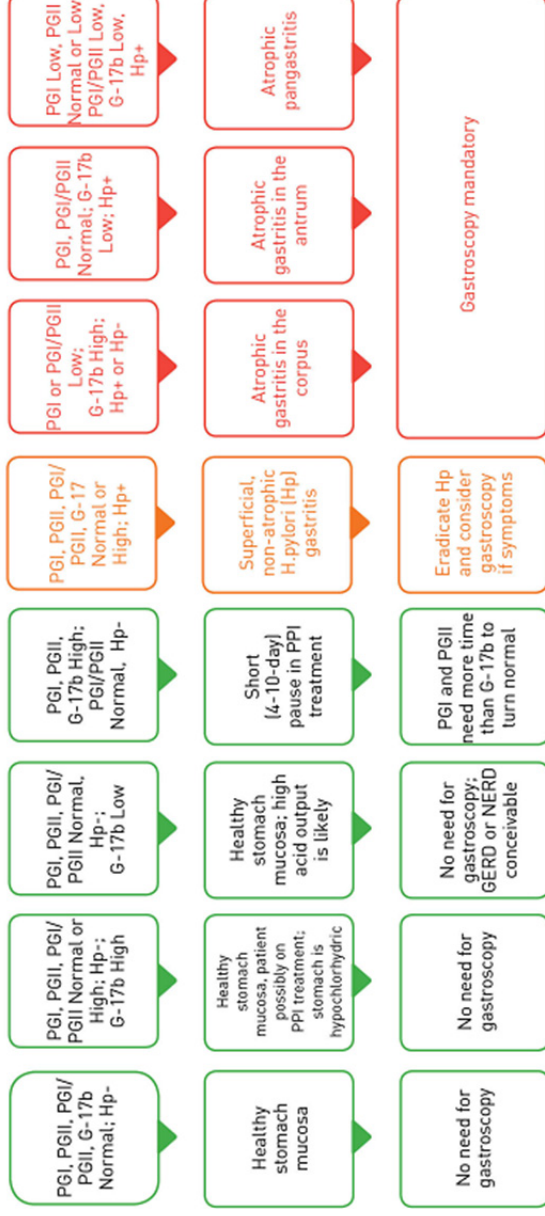 PGI, PGII, PGI/
PGII, G-17b
Normal; Hp-
PGI, PGII, PGI/
PGII Normal or
High; Hp-;
G-17b High
PGI, PGII, PGI/
PGII Normal,
Hp-;
G-17b Low
PGI, PGII,
G-17b High;
PGI/PGII
Normal, Hp-
PGI, PGII, PGI/
PGII, G-17
Normal or
High; Hp+
PGI or PGI/PGII
Low;
G-17b High;
Hp+ or Hp-
PGI, PGI/PGII
Normal; G-17b
Low; Hp+
PGI Low, PGII
Normal or Low
PGI/PGII Low,
G-17b Low,
Hp+
Healthy
stomach
mucosa
Healthy
stomach
mucosa, patient
possibly on
PPI treatment;
stomach is
hypochlorhydric
Healthy
stomach
mucosa; high
acid output
is likely
Short
(4-10-day)
pause in PPI
treatment
Superficial,
non-atrophic
H.pylori (Hp)
gastritis
Atrophic
gastritis in the
corpus
Atrophic
gastritis in the
antrum
Atrophic
pangastritis
No need for
gastroscopy
No need for
gastroscopy
No need for
gastroscopy;
GERD or NERD
conceivable
PGI and PGII
need more time
than G-17b to
turn normal
Eradicate Hp
and consider
gastroscopy
if symptoms
Gastroscopy mandatory